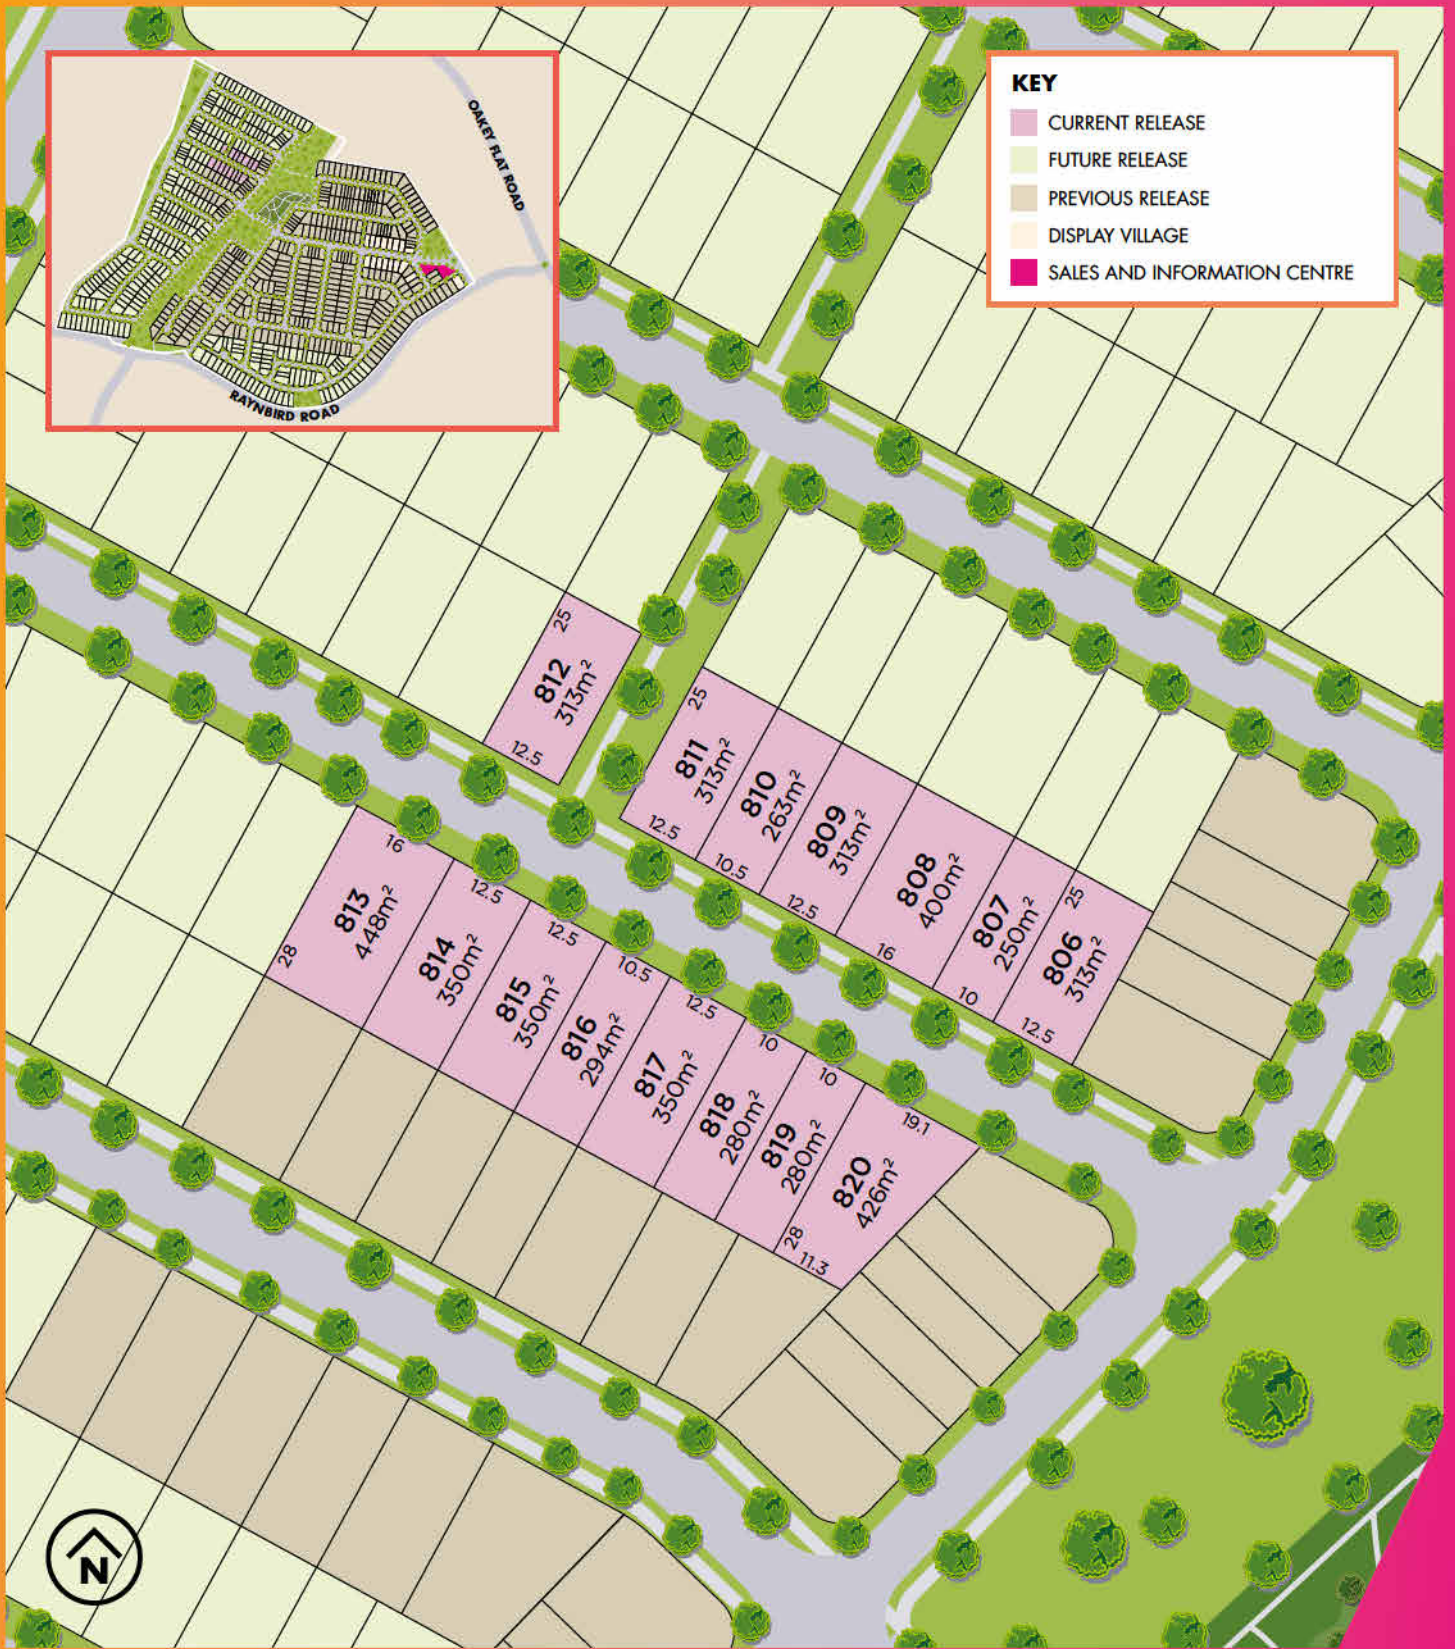 KEY
CURRENT RELEASE
FUTURE RELEASE
PREVIOUS RELEASE
DISPLAY VILLAGE
SALES AND INFORMATION CENTRE
OAKEY FLAT ROAD
RAYNBIRD ROAD
25
812
313m²
12.5
25
811
313m²
12.5
810
263m²
10.5
809
313m²
12.5
808
400m²
16
807
250m²
10
25
806
313m²
12.5
16
813
448m²
28
12.5
814
350m²
12.5
815
350m²
10.5
816
294m²
12.5
817
350m²
10
818
280m²
10
819
280m²
19.1
820
426m²
28
11.3
N